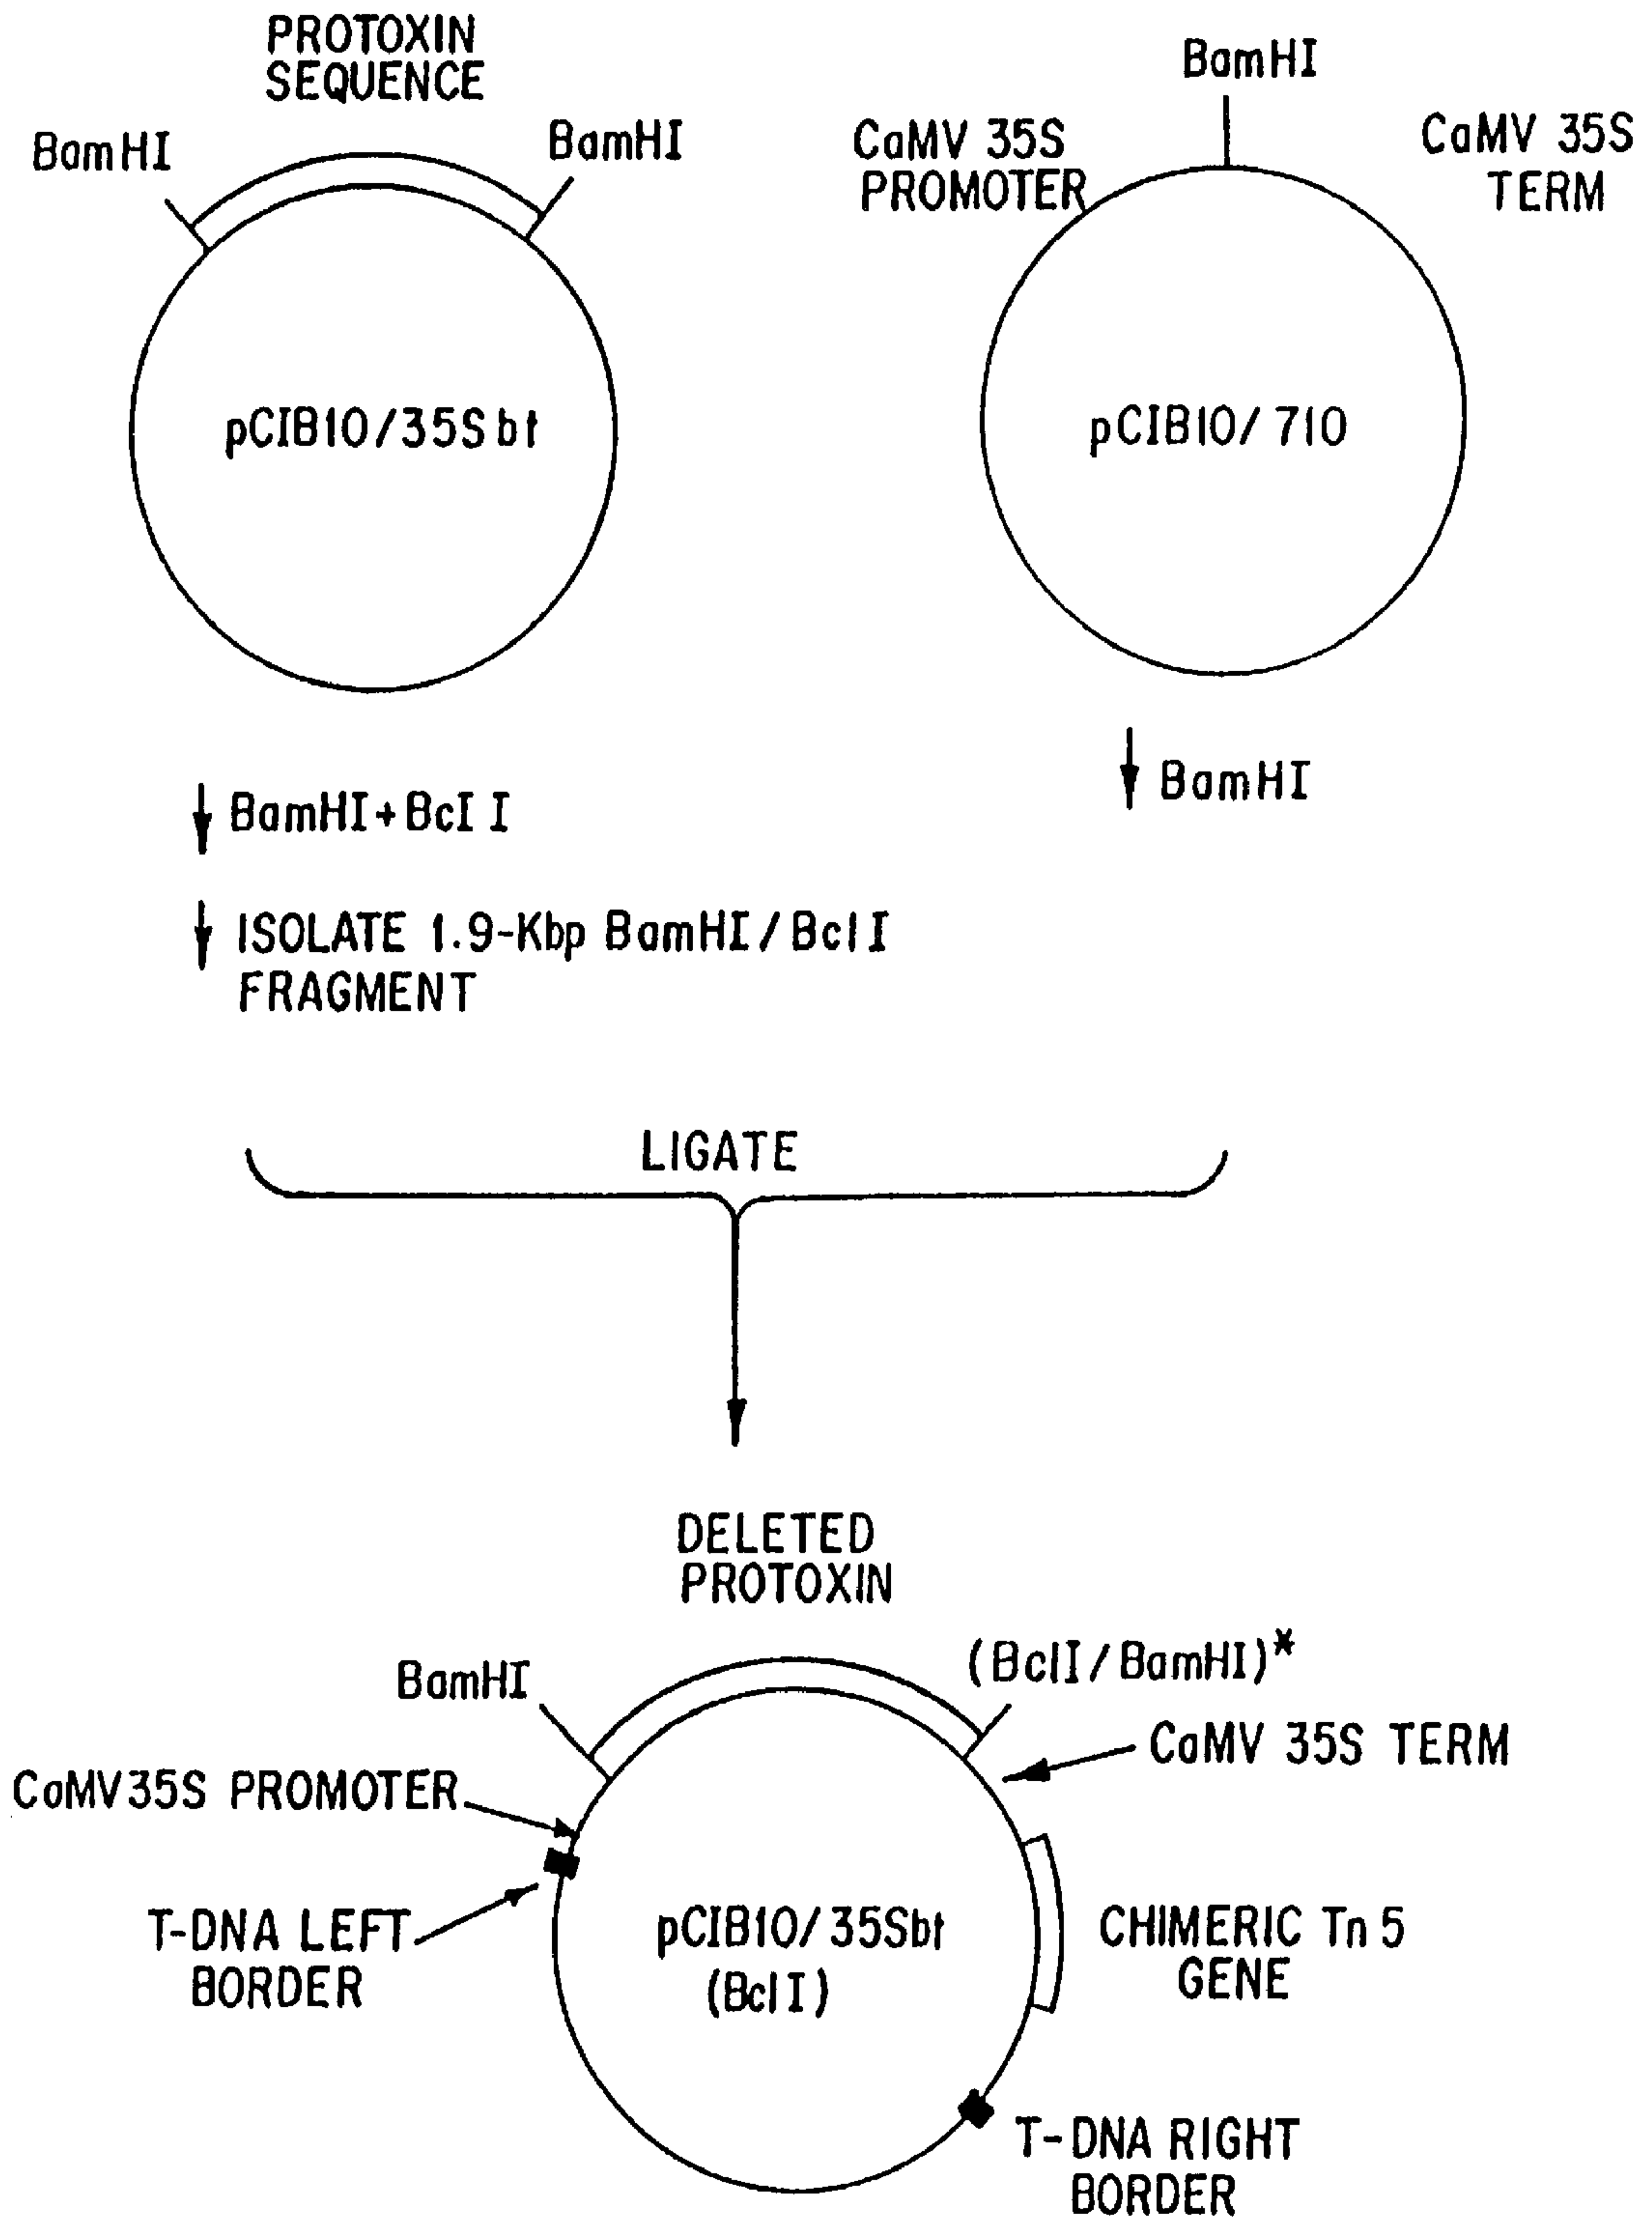 PROTOXIN
SEQUENCE
BamHI
BamHI
pCIB10/35Sbt
BamHI
CaMV 35S
PROMOTER
CaMV 35S
TERM
pCIB10/710
BamHI+BclI
ISOLATE 1.9-Kbp BamHI/BclI
FRAGMENT
BamHI
LIGATE
DELETED
PROTOXIN
BamHI
(BclI/BamHI)*
CaMV 35S TERM
CaMV35S PROMOTER
T-DNA LEFT
BORDER
pCIB10/35Sbt
(BclI)
CHIMERIC Tn 5
GENE
T-DNA RIGHT
BORDER